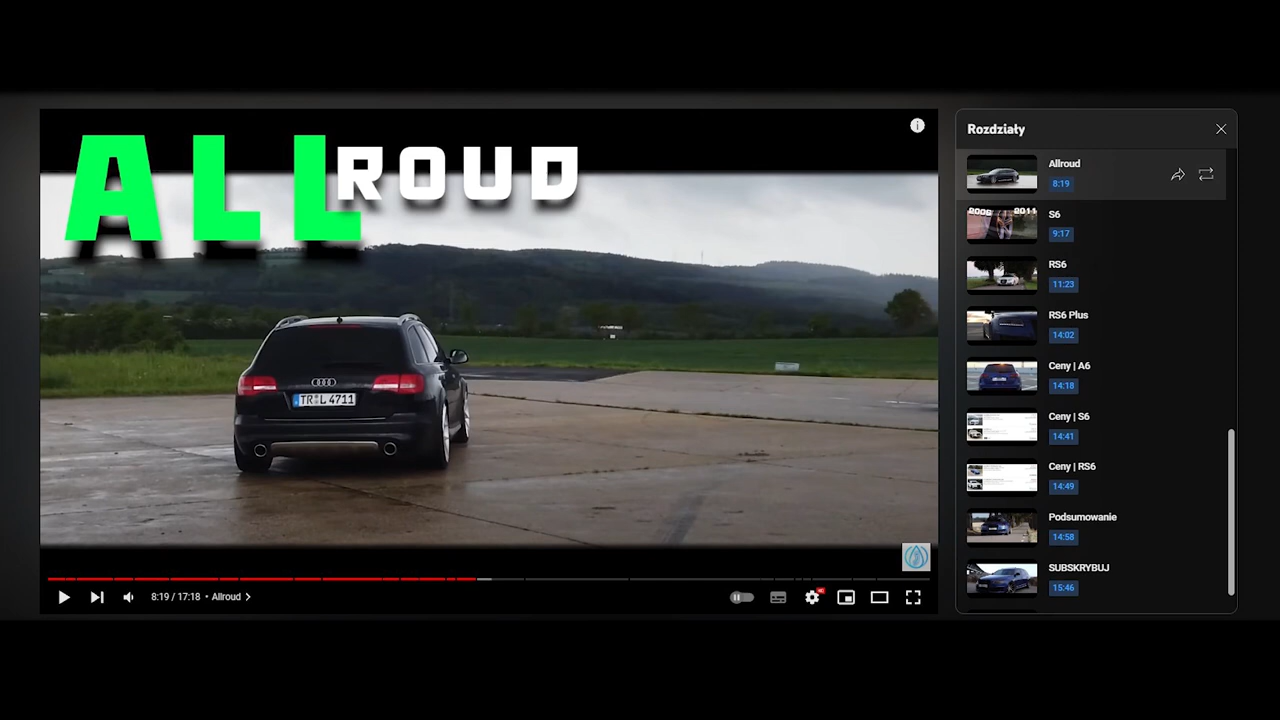 ALLROUD
TR L 4711
8:19 / 17:18 • Allroud
Rozdziały
Allroud
8:19
S6
9:17
RS6
11:23
RS6 Plus
14:02
Ceny | A6
14:18
Ceny | S6
14:41
Ceny | RS6
14:49
Podsumowanie
14:58
SUBSKRYBUJ
15:46